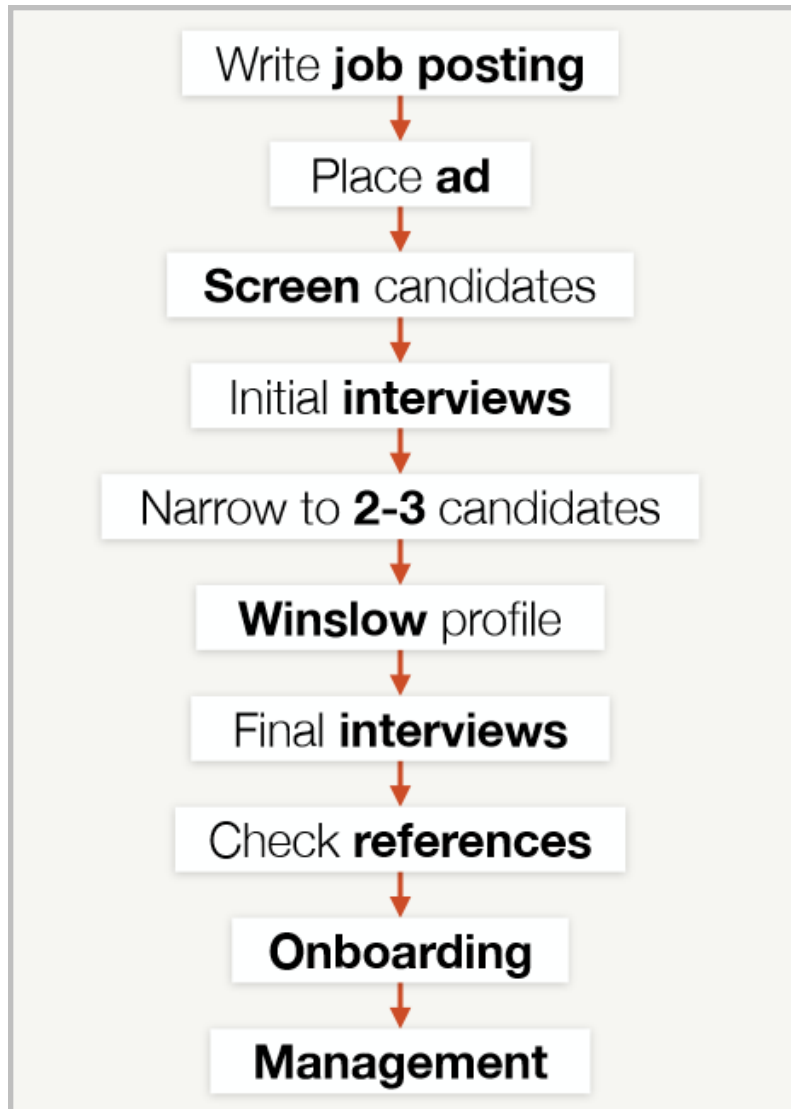 Write job posting
Place ad
Screen candidates
Initial interviews
Narrow to 2-3 candidates
Winslow profile
Final interviews
Check references
Onboarding
Management